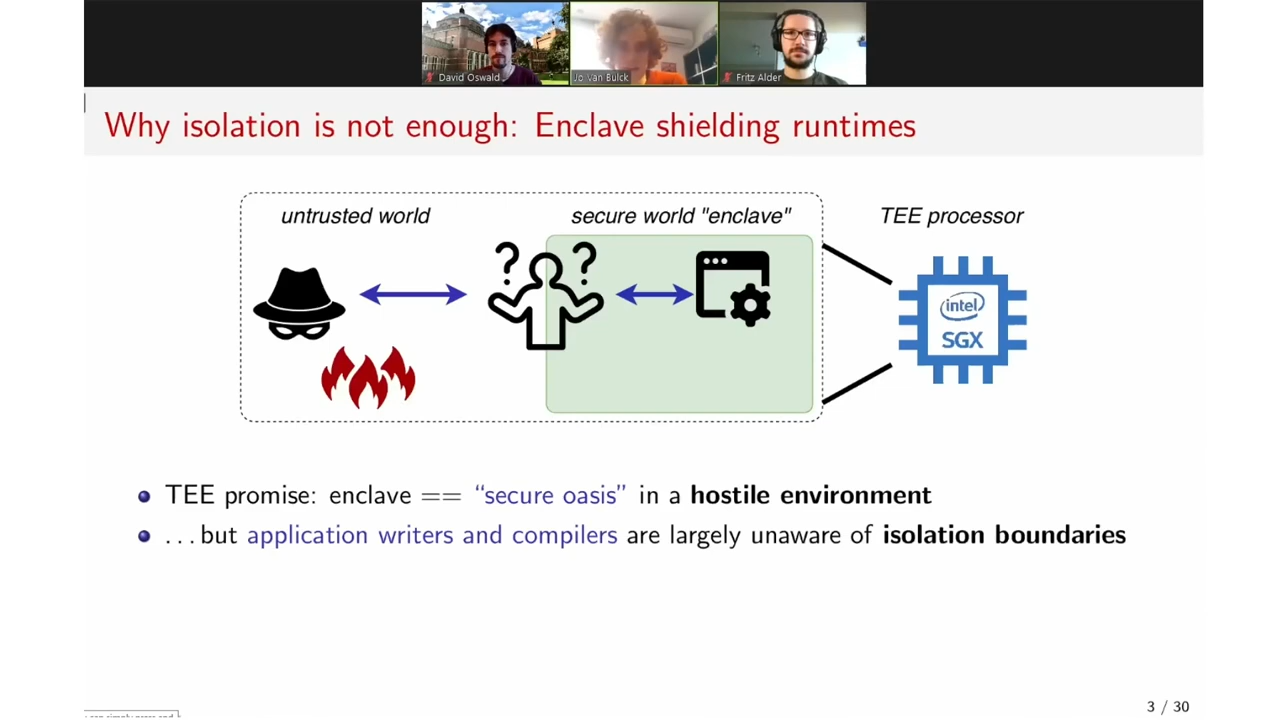 David Oswald
Jo Van Bulck
Fritz Alder
Why isolation is not enough: Enclave shielding runtimes
untrusted world
secure world "enclave"
TEE processor
? ?
intel
SGX
TEE promise: enclave == “secure oasis” in a hostile environment
. . . but application writers and compilers are largely unaware of isolation boundaries
3 / 30